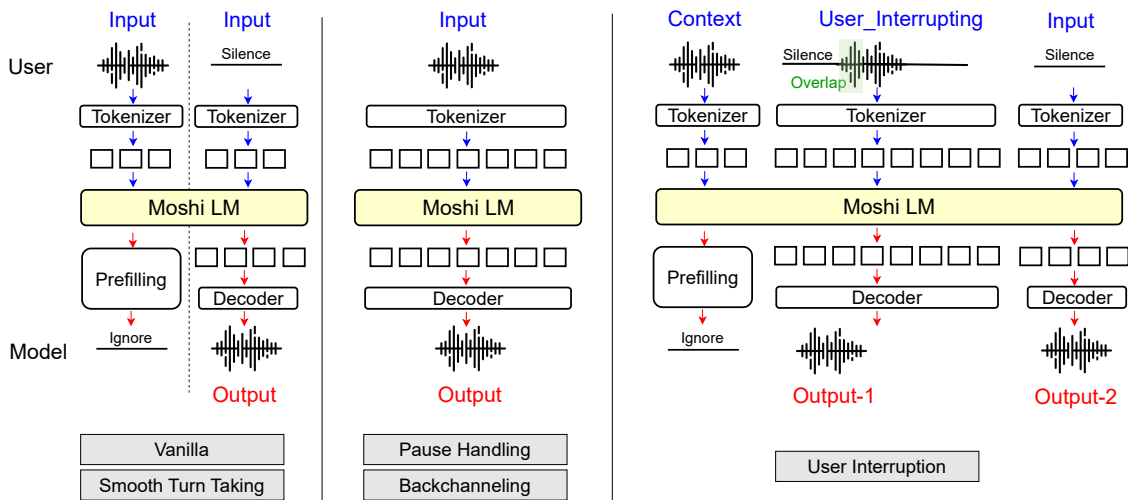 Input
Input
Context
User_Interrupting
Input
User
Silence
Silence
Overlap
Silence
Tokenizer
Tokenizer
Tokenizer
Tokenizer
Tokenizer
Tokenizer
Moshi LM
Moshi LM
Moshi LM
Prefilling
Decoder
Decoder
Prefilling
Decoder
Decoder
Model
Ignore
Ignore
Output
Output
Output-1
Output-2
Vanilla
Smooth Turn Taking
Pause Handling
Backchanneling
User Interruption